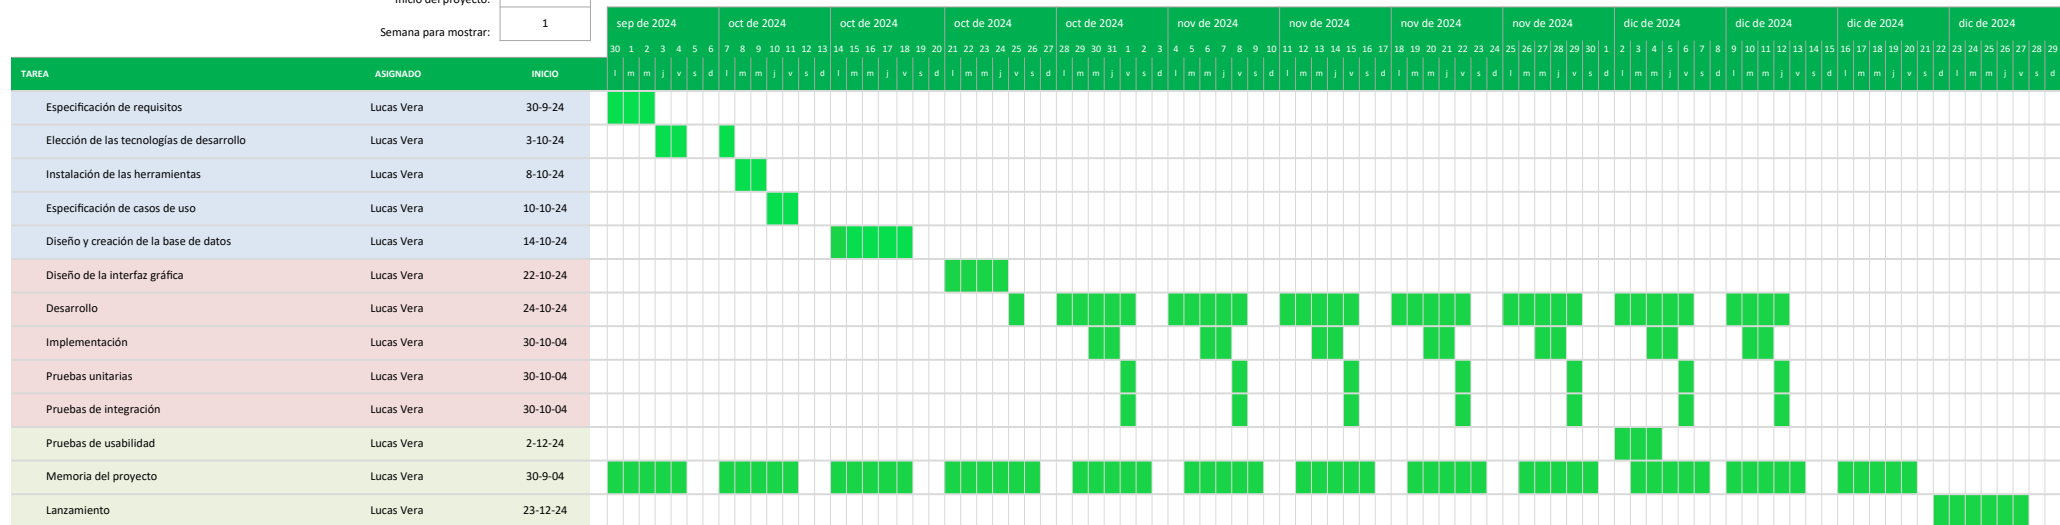 Inicio del proyecto:
Semana para mostrar: 1
sep de 2024 oct de 2024 oct de 2024 oct de 2024 oct de 2024 nov de 2024 nov de 2024 nov de 2024 nov de 2024 dic de 2024 dic de 2024 dic de 2024 dic de 2024
30 1 2 3 4 5 6 7 8 9 10 11 12 13 14 15 16 17 18 19 20 21 22 23 24 25 26 27 28 29 30 31 1 2 3 4 5 6 7 8 9 10 11 12 13 14 15 16 17 18 19 20 21 22 23 24 25 26 27 28 29 30 1 2 3 4 5 6 7 8 9 10 11 12 13 14 15 16 17 18 19 20 21 22 23 24 25 26 27 28 29
TAREA ASIGNADO INICIO l m m j v s d l m m j v s d l m m j v s d l m m j v s d l m m j v s d l m m j v s d l m m j v s d l m m j v s d l m m j v s d l m m j v s d l m m j v s d l m m j v s d l m m j v s d
Especificación de requisitos Lucas Vera 30-9-24
Elección de las tecnologías de desarrollo Lucas Vera 3-10-24
Instalación de las herramientas Lucas Vera 8-10-24
Especificación de casos de uso Lucas Vera 10-10-24
Diseño y creación de la base de datos Lucas Vera 14-10-24
Diseño de la interfaz gráfica Lucas Vera 22-10-24
Desarrollo Lucas Vera 24-10-24
Implementación Lucas Vera 30-10-04
Pruebas unitarias Lucas Vera 30-10-04
Pruebas de integración Lucas Vera 30-10-04
Pruebas de usabilidad Lucas Vera 2-12-24
Memoria del proyecto Lucas Vera 30-9-04
Lanzamiento Lucas Vera 23-12-24